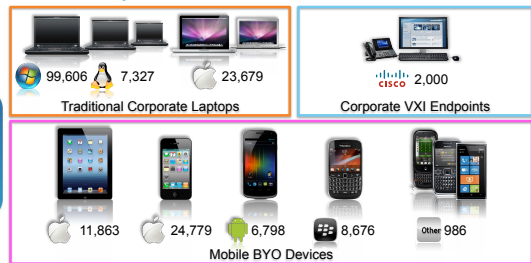 99,606 7,327 23,679
Traditional Corporate Laptops
CISCO 2,000
Corporate VXI Endpoints
11,863 24,779 6,798 8,676 Other 986
Mobile BYO Devices